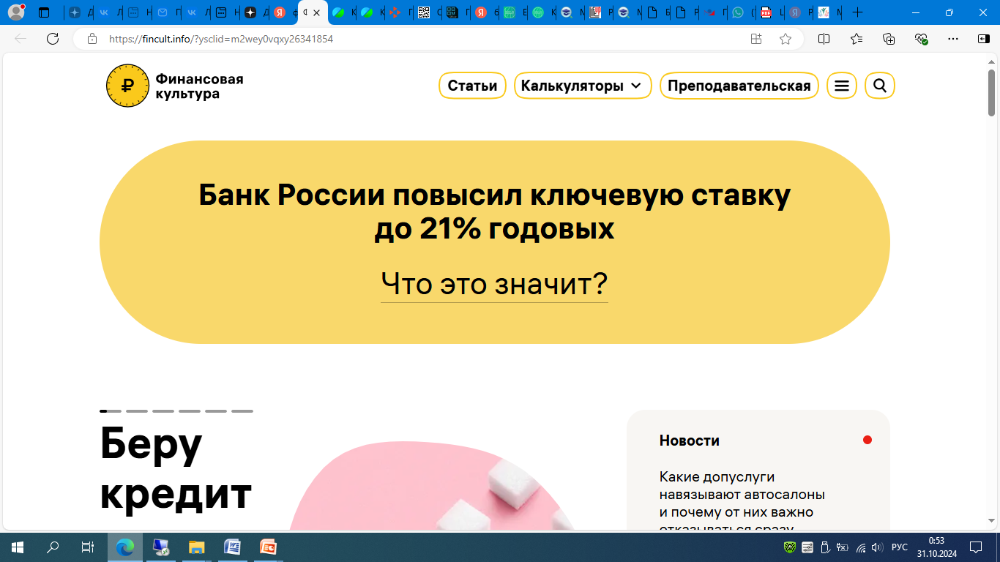 https://fincult.info/?ysclid=m2wey0vqxy26341854
Финансовая
культура
Статьи
Калькуляторы
Преподавательская
Банк России повысил ключевую ставку
до 21% годовых
Что это значит?
Беру
кредит
Новости
Какие допуслуги
навязывают автосалоны
и почему от них важно
отказываться сразу
РУС
0:53
31.10.2024